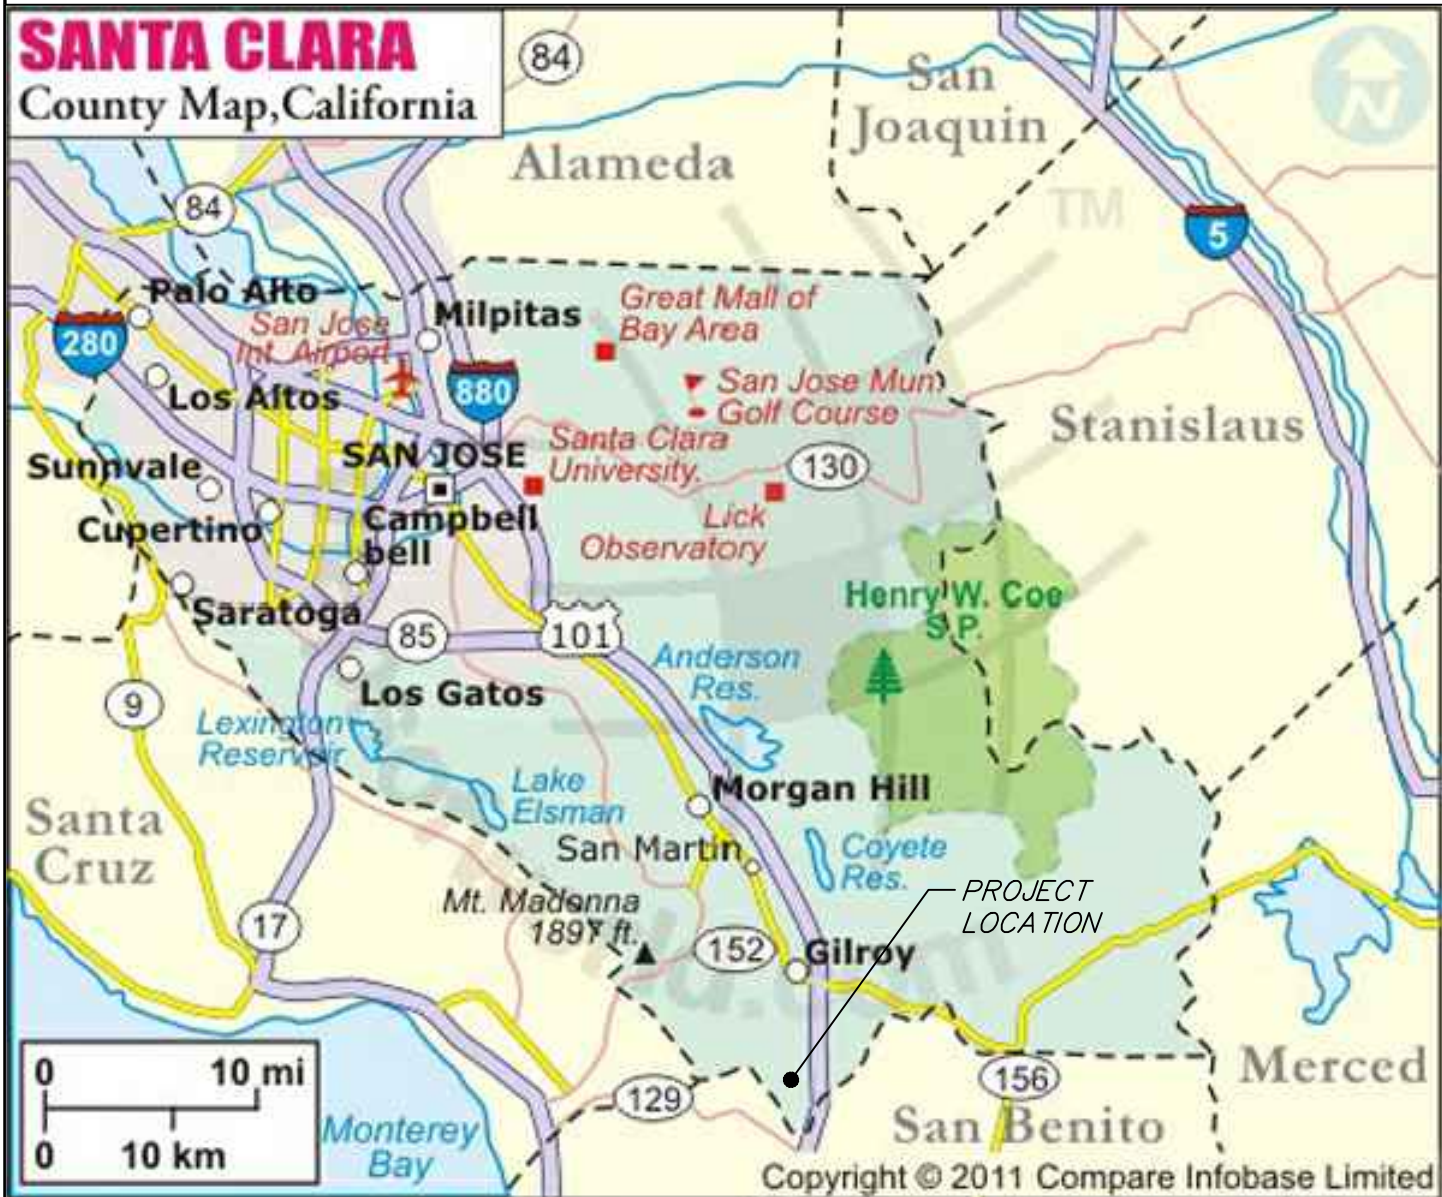 SANTA CLARA
County Map,California
84
San
Joaquin
N
Alameda
TM
84
5
Palo Alto
Milpitas
Great Mall of
Bay Area
San Jose
Int. Airport
280
880
San Jose Mun.
Golf Course
Los Altos
Stanislaus
Santa Clara
University.
SAN JOSE
130
Sunnvale
Campbell
bell
Cupertino
Lick
Observatory
Henry W. Coe
S.P.
Saratoga
85
101
Anderson
Res.
Los Gatos
9
Lexington
Reservoir
Lake
Elsman
Morgan Hill
Santa
Cruz
San Martin
Coyete
Res.
PROJECT
LOCATION
Mt. Madonna
1897 ft.
17
152
Gilroy
0 10 mi
0 10 km
129
156
Merced
Monterey
Bay
San Benito
Copyright © 2011 Compare Infobase Limited